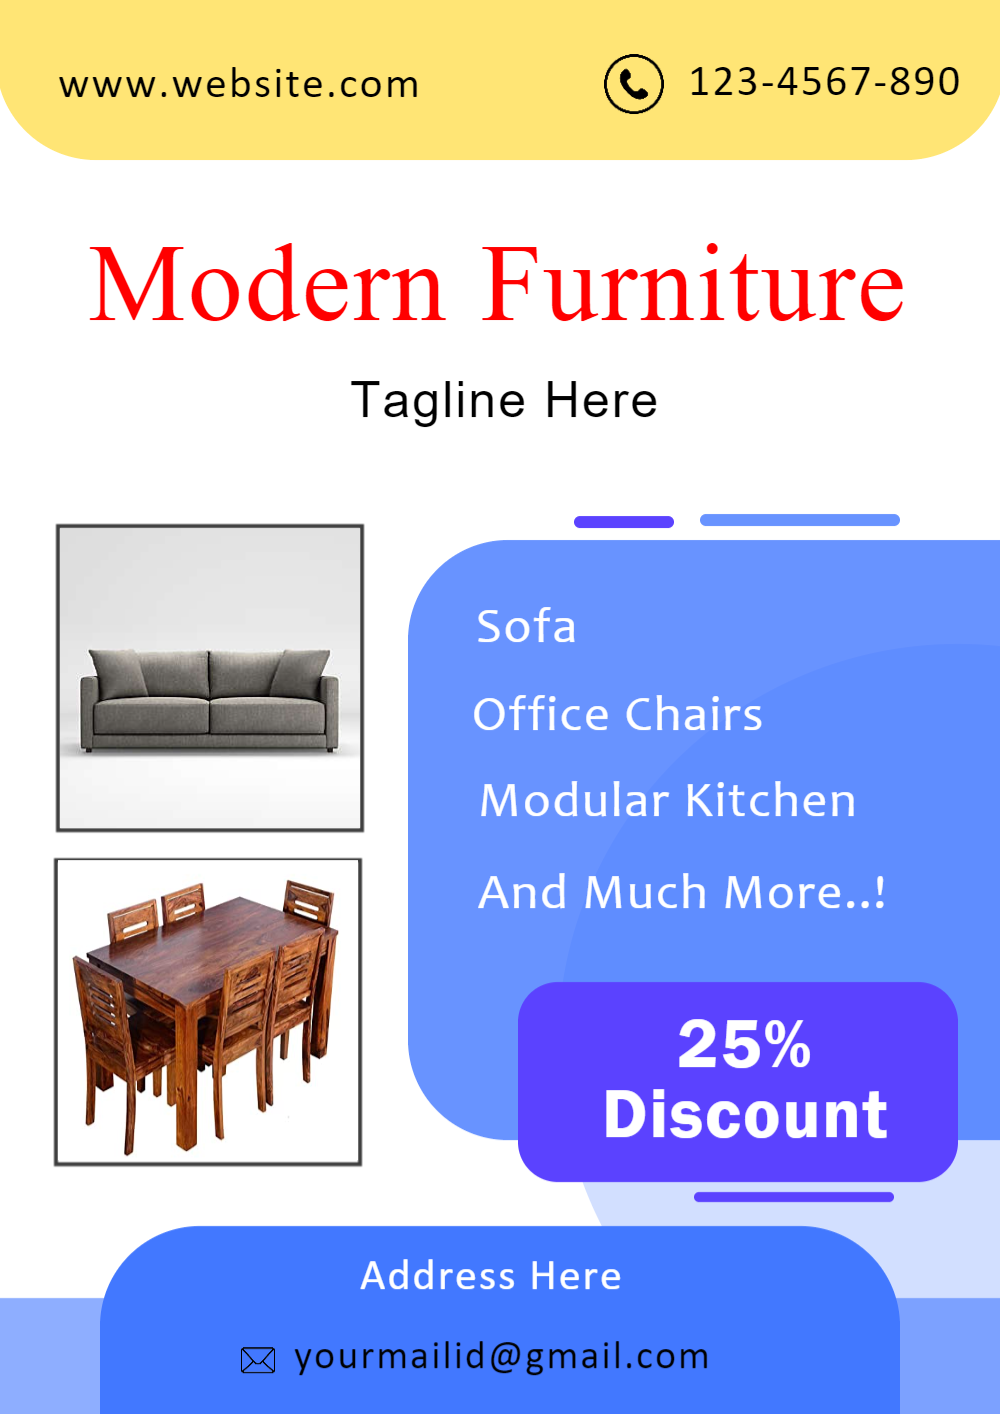 www.website.com
123-4567-890
Modern Furniture
Tagline Here
Sofa
Office Chairs
Modular Kitchen
And Much More..!
25%
Discount
Address Here
yourmailid@gmail.com